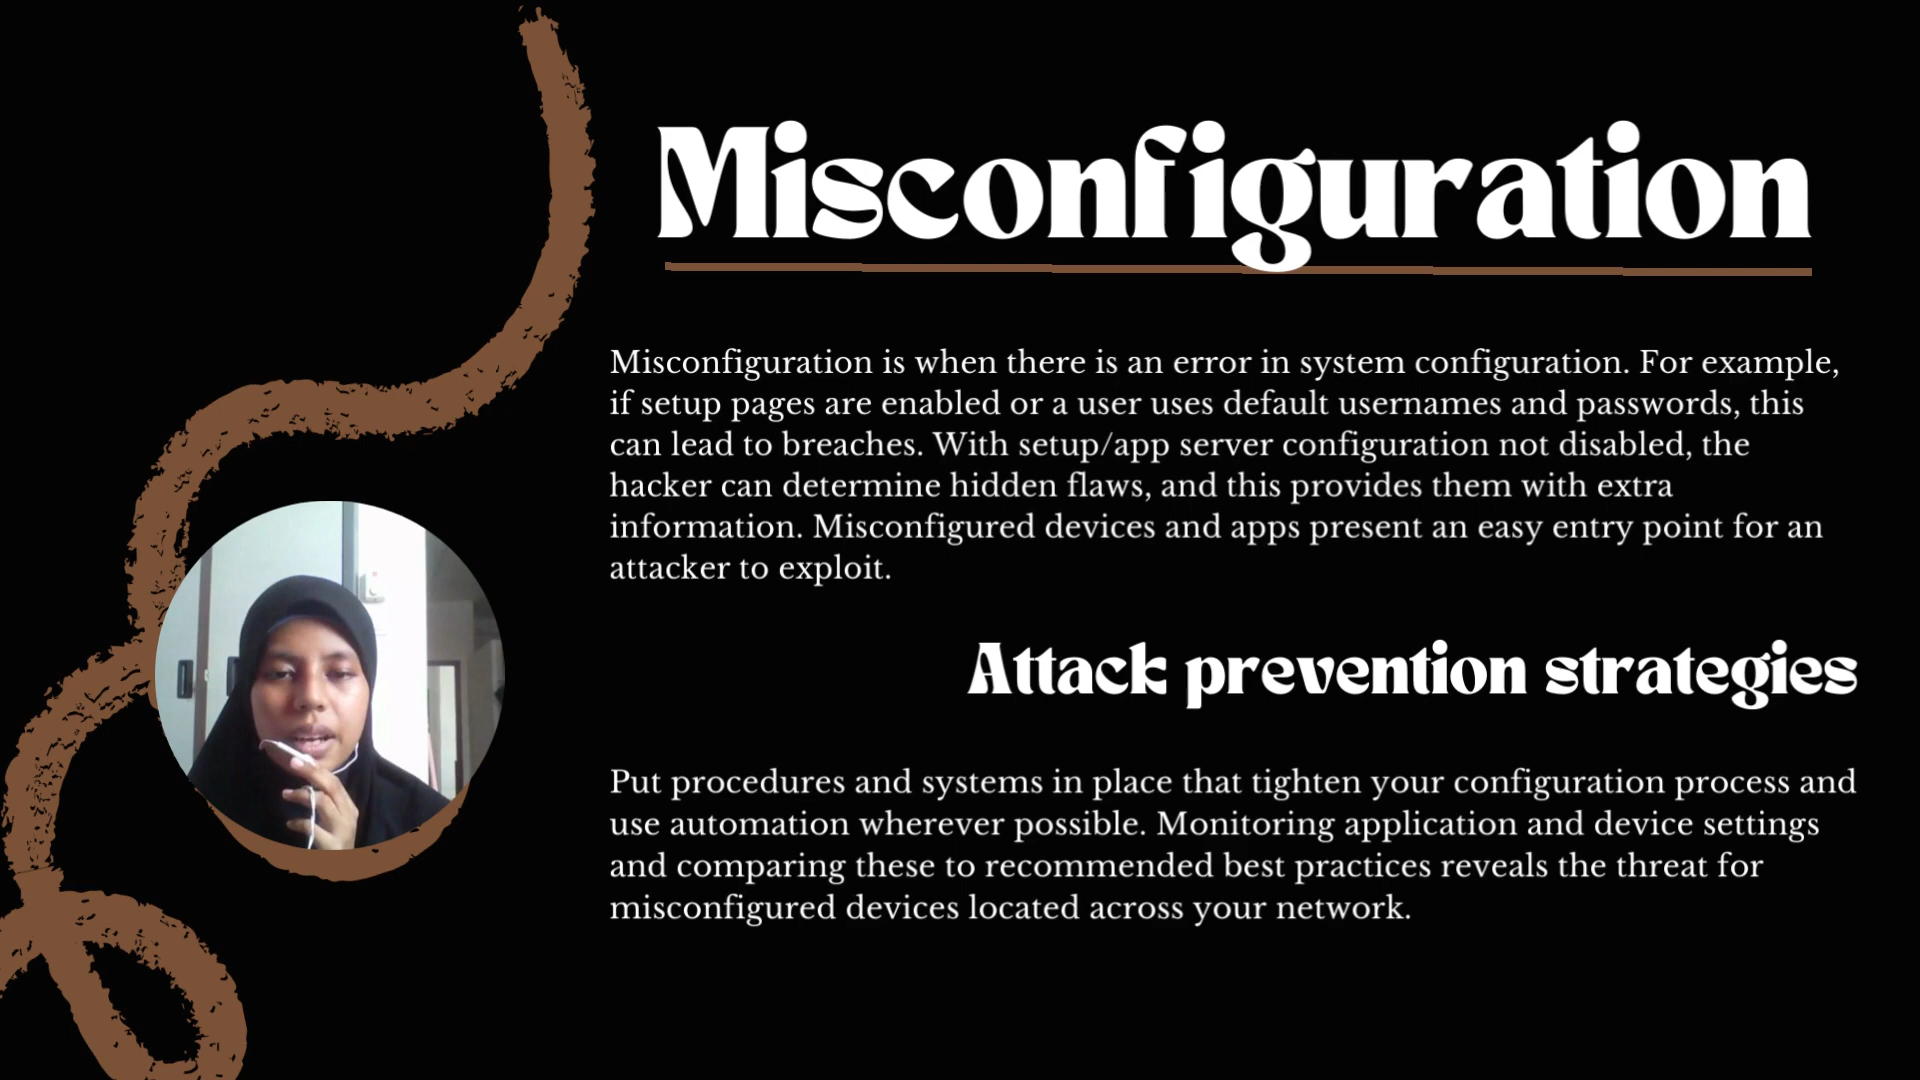 Misconfiguration
Misconfiguration is when there is an error in system configuration. For example,
if setup pages are enabled or a user uses default usernames and passwords, this
can lead to breaches. With setup/app server configuration not disabled, the
hacker can determine hidden flaws, and this provides them with extra
information. Misconfigured devices and apps present an easy entry point for an
attacker to exploit.
Attack prevention strategies
Put procedures and systems in place that tighten your configuration process and
use automation wherever possible. Monitoring application and device settings
and comparing these to recommended best practices reveals the threat for
misconfigured devices located across your network.